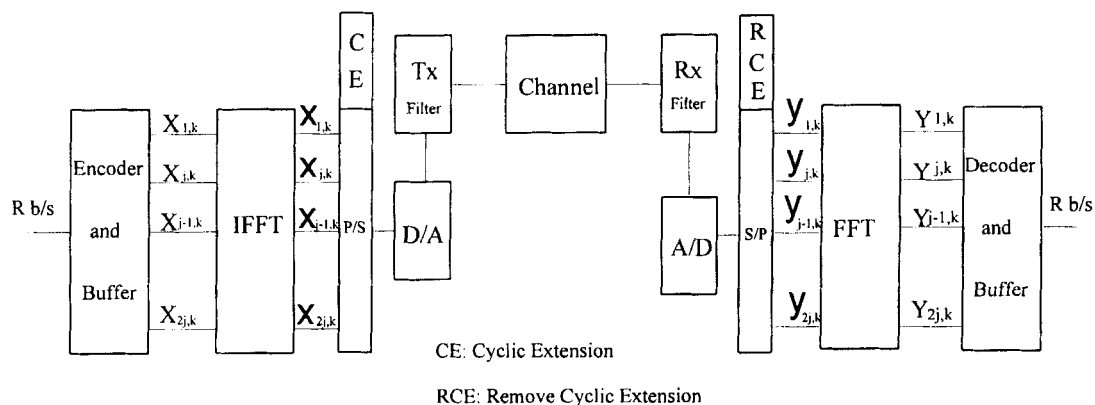 C
E
Tx
Filter
Channel
Rx
Filter
R
C
E
R b/s
Encoder
and
Buffer
X1,k
Xj,k
Xj-1,k
X2j,k
IFFT
x1,k
xj,k
xj-1,k
x2j,k
P/S
D/A
A/D
S/P
y1,k
yj,k
yj-1,k
y2j,k
FFT
Y1,k
Yj,k
Yj-1,k
Y2j,k
Decoder
and
Buffer
R b/s
CE: Cyclic Extension
RCE: Remove Cyclic Extension